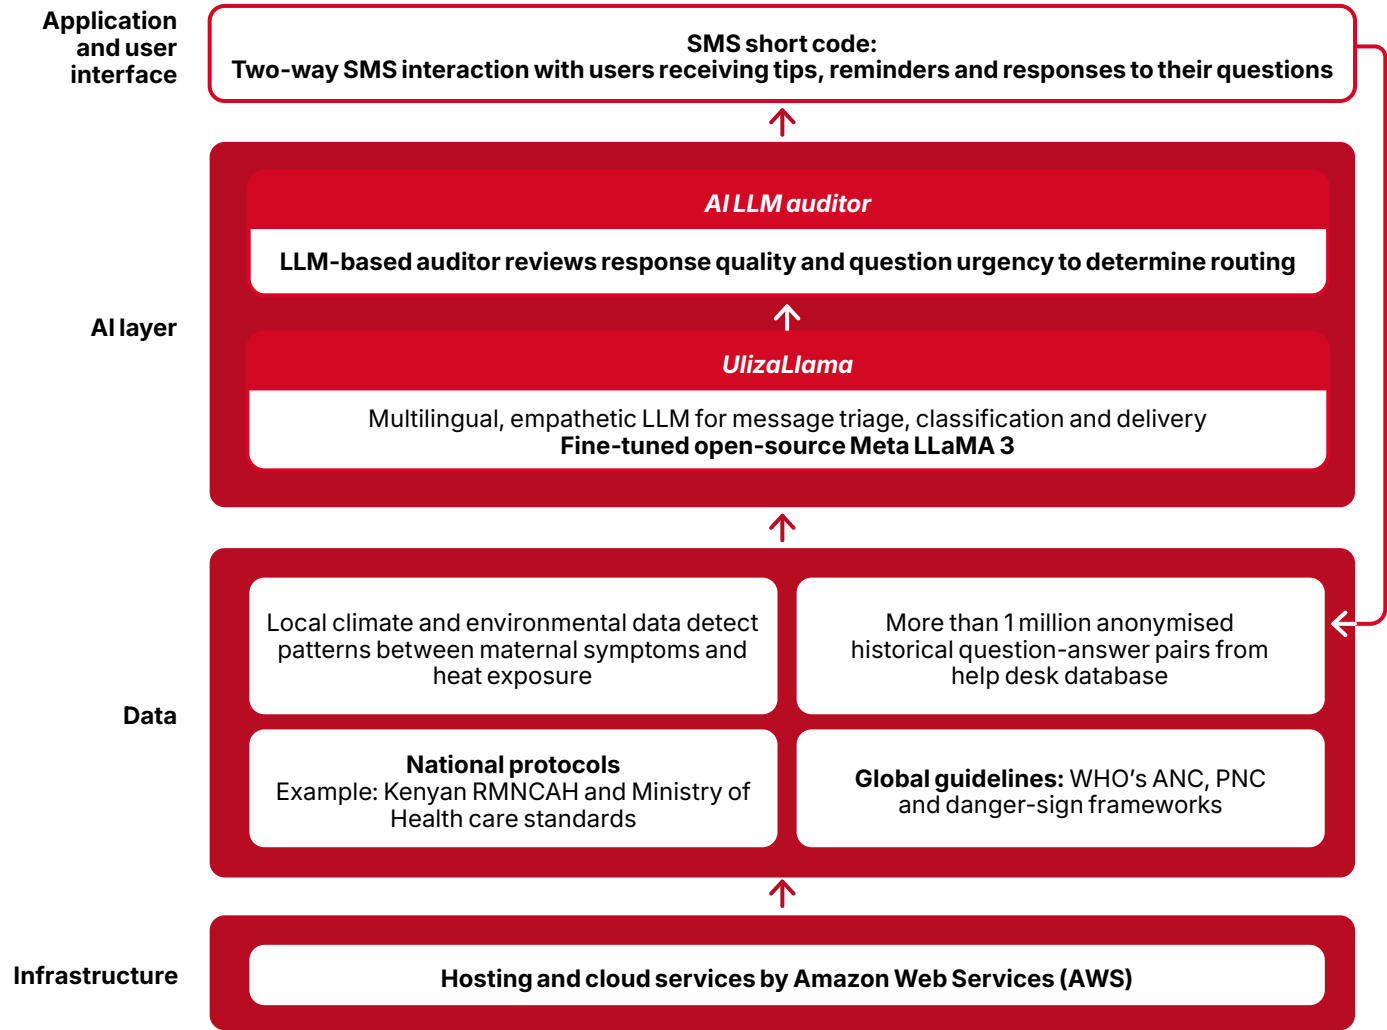 Application
and user
interface
SMS short code:
Two-way SMS interaction with users receiving tips, reminders and responses to their questions
AI layer
AI LLM auditor
LLM-based auditor reviews response quality and question urgency to determine routing
UlizaLlama
Multilingual, empathetic LLM for message triage, classification and delivery
Fine-tuned open-source Meta LLaMA 3
Data
Local climate and environmental data detect
patterns between maternal symptoms and
heat exposure
More than 1 million anonymised
historical question-answer pairs from
help desk database
National protocols
Example: Kenyan RMNCAH and Ministry of
Health care standards
Global guidelines: WHO’s ANC, PNC
and danger-sign frameworks
Infrastructure
Hosting and cloud services by Amazon Web Services (AWS)